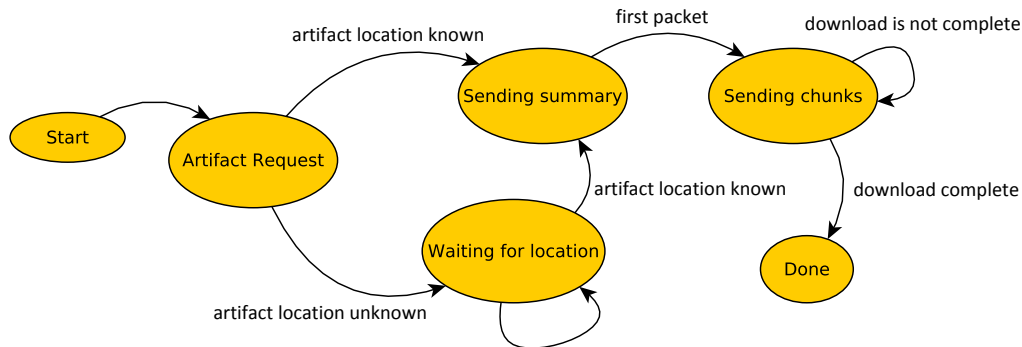 first packet
download is not complete
artifact location known
Sending summary
Sending chunks
Start
Artifact Request
artifact location known
download complete
Waiting for location
Done
artifact location unknown